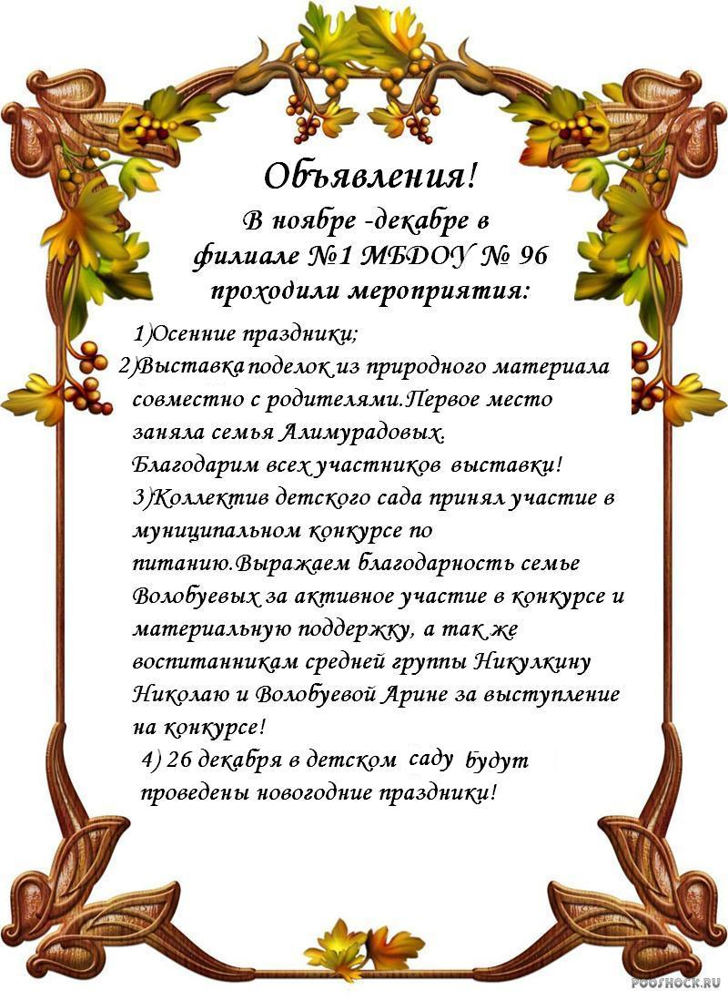 Объявления!
В ноябре -декабре в
филиале №1 МБДОУ № 96
проходили мероприятия:
1)Осенние праздники;
2)Выставка поделок из природного материала
совместно с родителями.Первое место
заняла семья Алимурадовых.
Благодарим всех участников выставки!
3)Коллектив детского сада принял участие в
муниципальном конкурсе по
питанию.Выражаем благодарность семье
Волобуевых за активное участие в конкурсе и
материальную поддержку, а так же
воспитанникам средней группы Никулкину
Николаю и Волобуевой Арине за выступление
на конкурсе!
4) 26 декабря в детском саду будут
проведены новогодние праздники!
POOSHOCK.RU